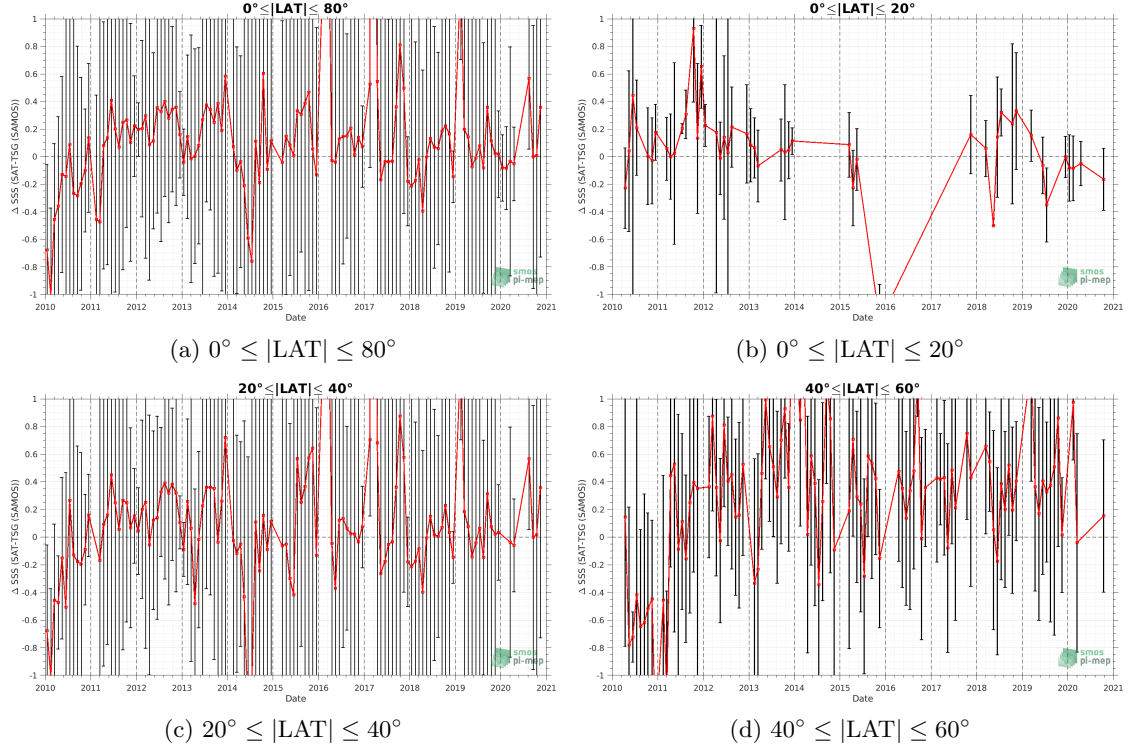 0°≤|LAT|≤ 80°
Δ SSS (SAT-TSG (SAMOS))
1
0.8
0.6
0.4
0.2
0
-0.2
-0.4
-0.6
-0.8
-1
2010 2011 2012 2013 2014 2015 2016 2017 2018 2019 2020 2021
Date
smos
pi-mep
(a) 0° ≤ |LAT| ≤ 80°
0°≤|LAT|≤ 20°
Δ SSS (SAT-TSG (SAMOS))
1
0.8
0.6
0.4
0.2
0
-0.2
-0.4
-0.6
-0.8
-1
2010 2011 2012 2013 2014 2015 2016 2017 2018 2019 2020 2021
Date
smos
pi-mep
(b) 0° ≤ |LAT| ≤ 20°
20°≤|LAT|≤ 40°
Δ SSS (SAT-TSG (SAMOS))
1
0.8
0.6
0.4
0.2
0
-0.2
-0.4
-0.6
-0.8
-1
2010 2011 2012 2013 2014 2015 2016 2017 2018 2019 2020 2021
Date
smos
pi-mep
(c) 20° ≤ |LAT| ≤ 40°
40°≤|LAT|≤ 60°
Δ SSS (SAT-TSG (SAMOS))
1
0.8
0.6
0.4
0.2
0
-0.2
-0.4
-0.6
-0.8
-1
2010 2011 2012 2013 2014 2015 2016 2017 2018 2019 2020 2021
Date
smos
pi-mep
(d) 40° ≤ |LAT| ≤ 60°